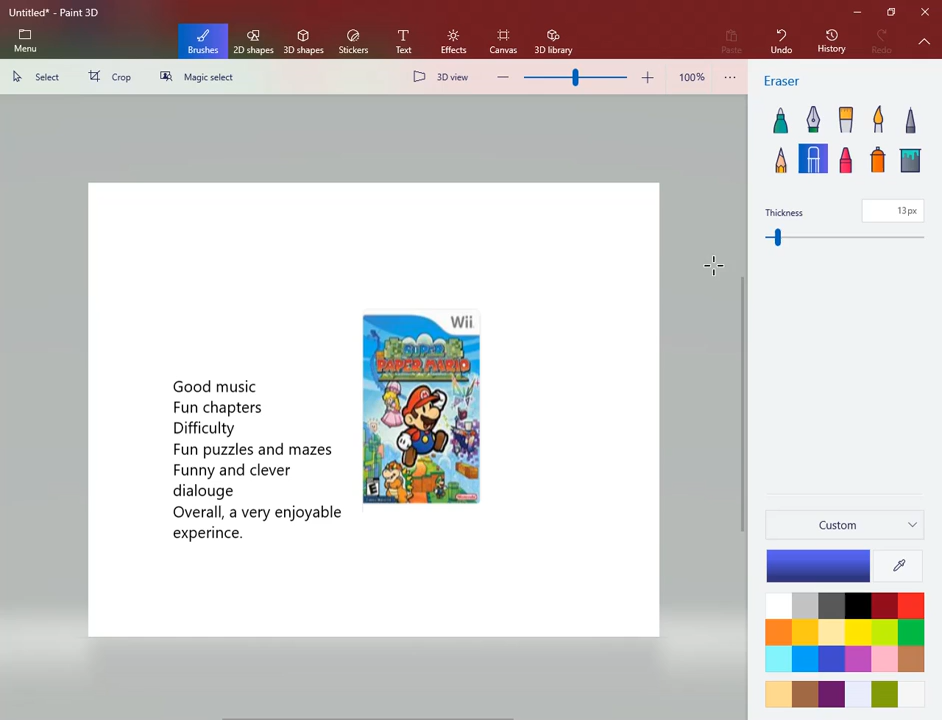 Untitled* - Paint 3D
Menu
Brushes
2D shapes
3D shapes
Stickers
Text
Effects
Canvas
3D library
Paste
Undo
History
Redo
Select
Crop
Magic select
3D view
100%
Eraser
Thickness
13px
Wii
SUPER
PAPER MARIO
E
Nintendo
Good music
Fun chapters
Difficulty
Fun puzzles and mazes
Funny and clever
dialouge
Overall, a very enjoyable
experince.
Custom